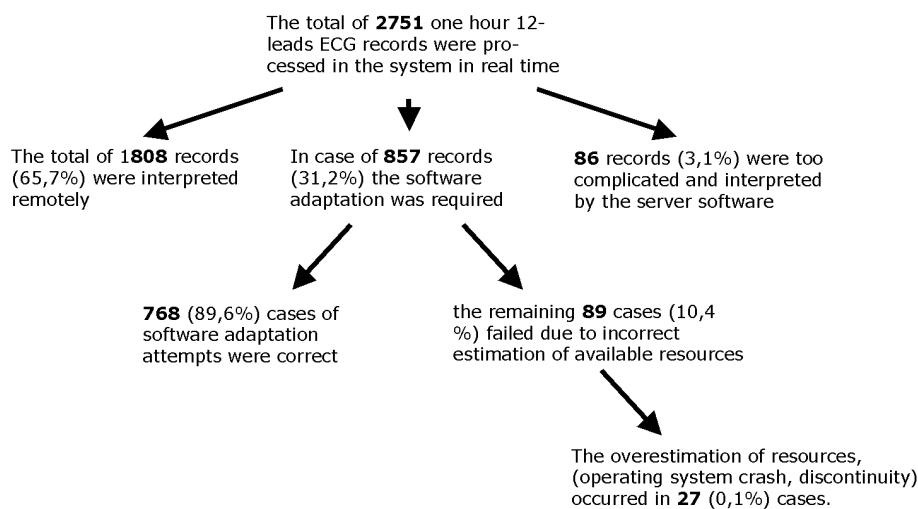 The total of 2751 one hour 12-
leads ECG records were pro-
cessed in the system in real time
The total of 1808 records
(65,7%) were interpreted
remotely
In case of 857 records
(31,2%) the software
adaptation was required
86 records (3,1%) were too
complicated and interpreted
by the server software
768 (89,6%) cases of
software adaptation
attempts were correct
the remaining 89 cases (10,4
%) failed due to incorrect
estimation of available resources
The overestimation of resources,
(operating system crash, discontinuity)
occurred in 27 (0,1%) cases.